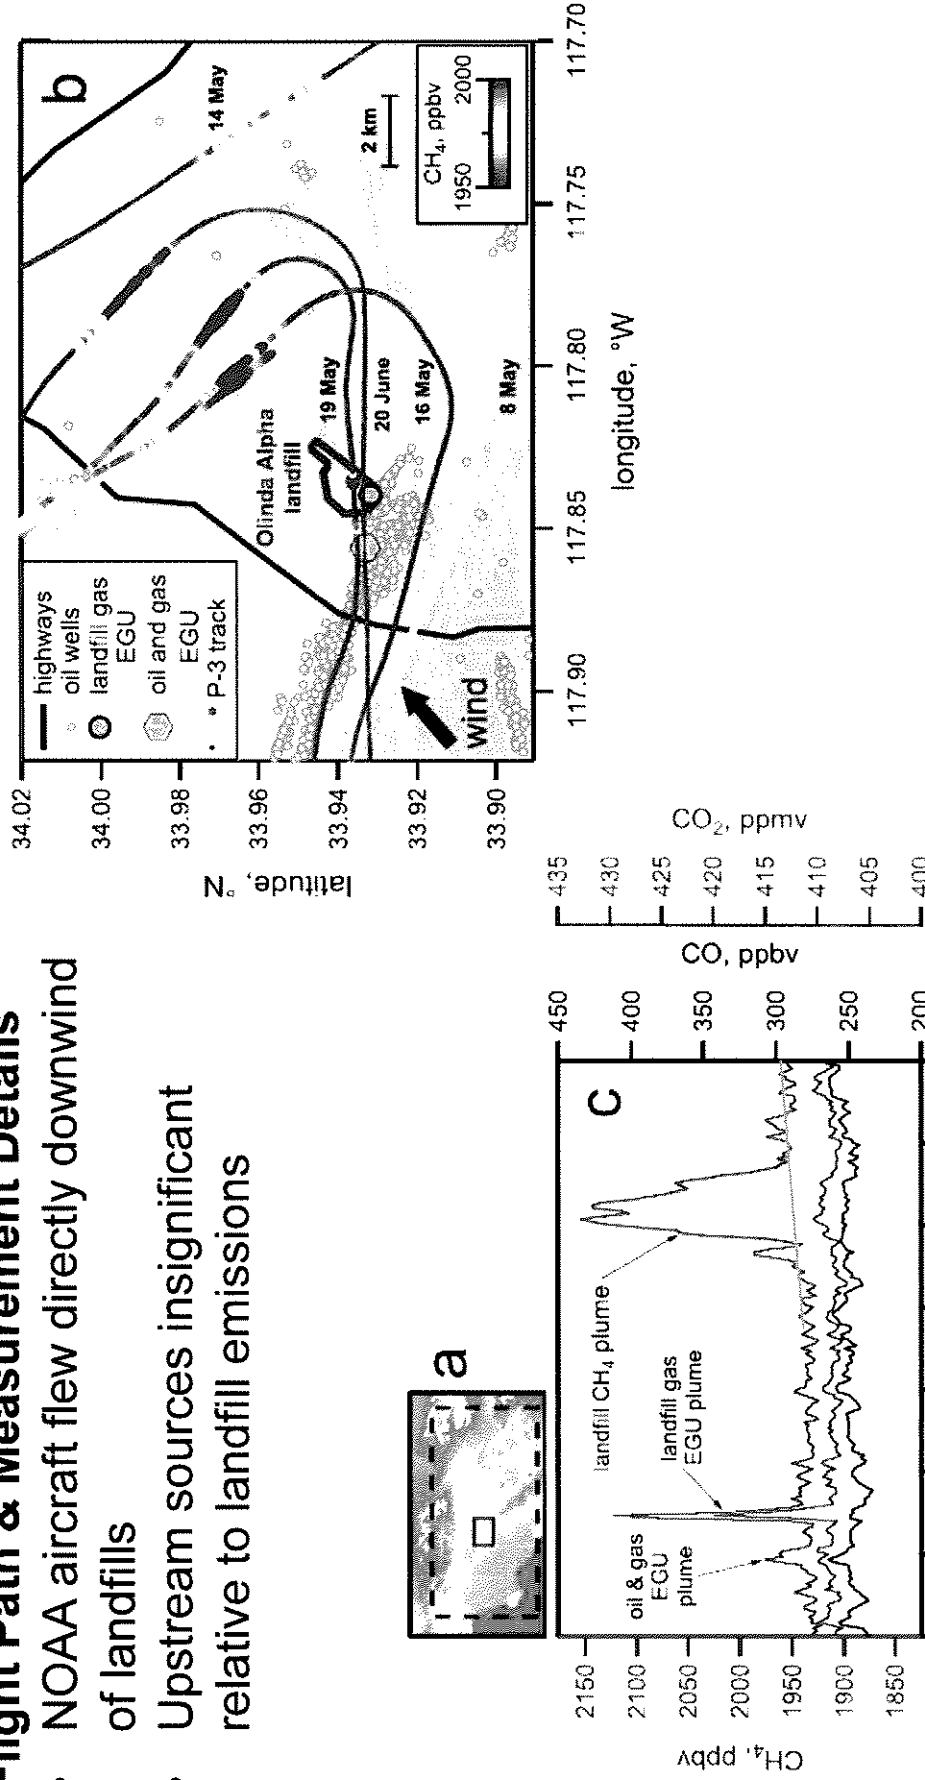 Flight Path & Measurement Details
• NOAA aircraft flew directly downwind
of landfills
• Upstream sources insignificant
relative to landfill emissions
a
b
34.02
34.00
33.98
33.96
33.94
33.92
33.90
latitude, °N
highways
oil wells
landfill gas
EGU
oil and gas
EGU
P-3 track
14 May
Olinda Alpha
landfill
19 May
20 June
16 May
8 May
wind
2 km
CH₄, ppbv
1950 2000
117.90 117.85 117.80 117.75 117.70
longitude, °W
c
2150
2100
2050
2000
1950
1900
1850
CH₄, ppbv
oil & gas
EGU
plume
landfill gas
EGU plume
landfill CH₄ plume
450
400
350
300
250
200
CO, ppbv
435
430
425
420
415
410
405
400
CO₂, ppmv